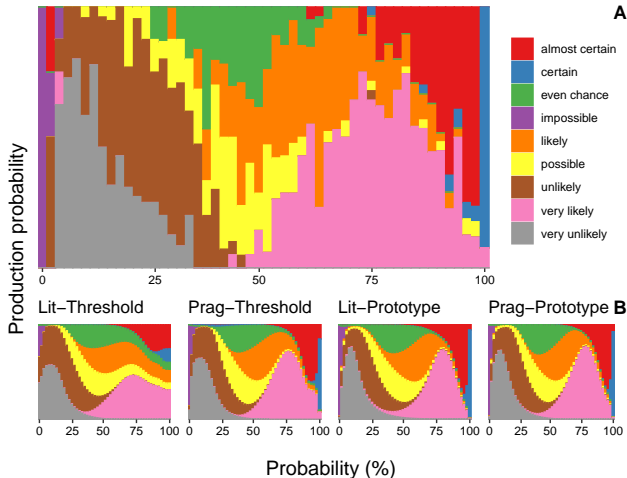 A
almost certain
certain
even chance
impossible
likely
possible
unlikely
very likely
very unlikely
Production probability
0 25 50 75 100
Lit−Threshold Prag−Threshold Lit−Prototype Prag−Prototype B
0 25 50 75 100 0 25 50 75 100 0 25 50 75 100 0 25 50 75 100
Probability (%)